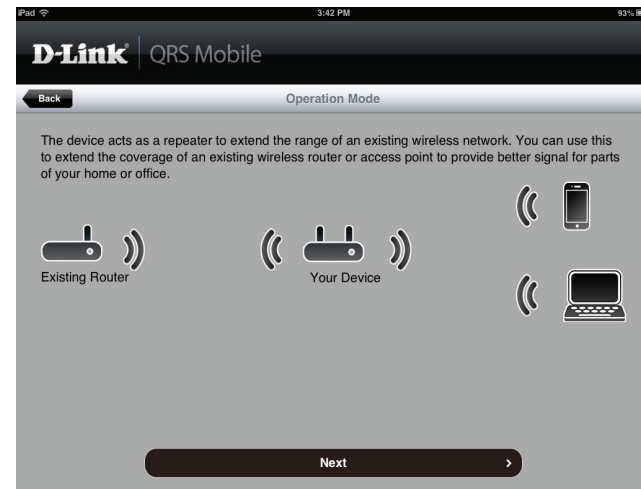 iPad 3:42 PM 93%
D-Link QRS Mobile
Back Operation Mode
The device acts as a repeater to extend the range of an existing wireless network. You can use this
to extend the coverage of an existing wireless router or access point to provide better signal for parts
of your home or office.
Existing Router Your Device
Next